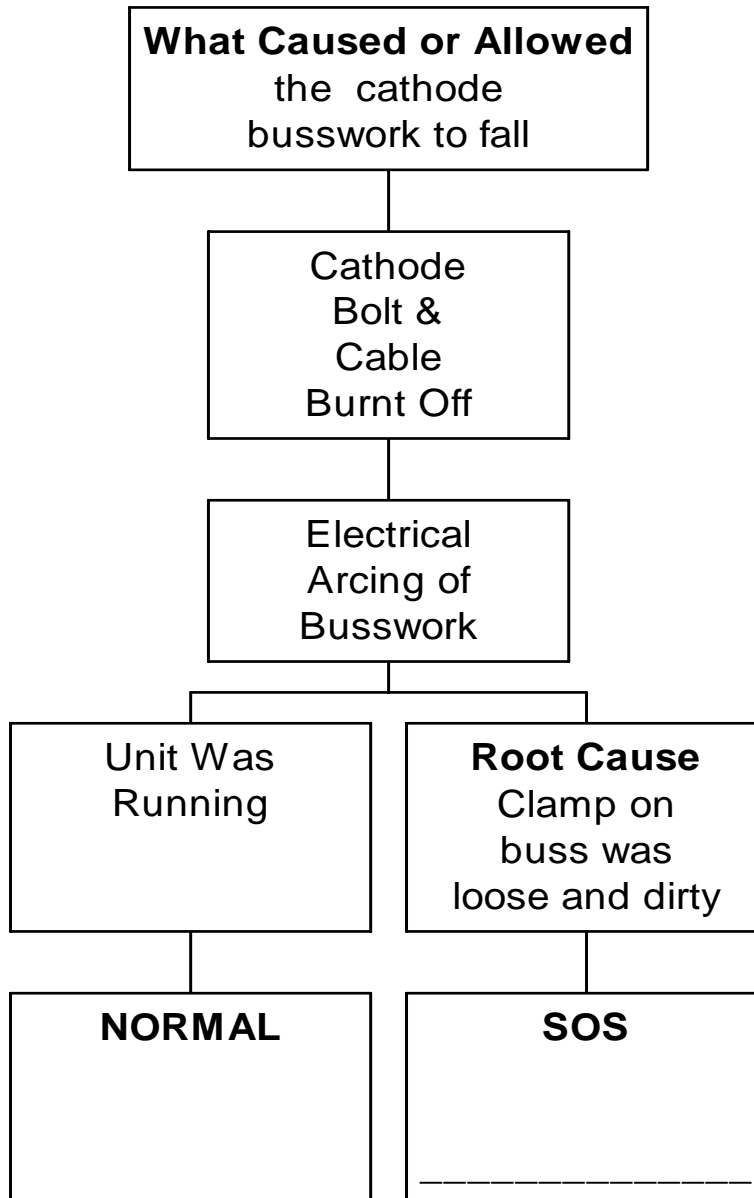 What Caused or Allowed
the cathode
busswork to fall
Cathode
Bolt &
Cable
Burnt Off
Electrical
Arcing of
Busswork
Unit Was
Running
Root Cause
Clamp on
buss was
loose and dirty
NORMAL
SOS
______________